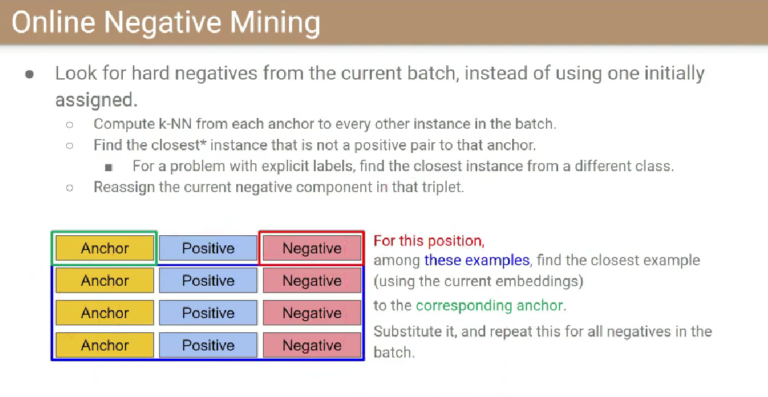 Online Negative Mining
● Look for hard negatives from the current batch, instead of using one initially
assigned.
○ Compute k-NN from each anchor to every other instance in the batch.
○ Find the closest* instance that is not a positive pair to that anchor.
■ For a problem with explicit labels, find the closest instance from a different class.
○ Reassign the current negative component in that triplet.
Anchor Positive Negative
Anchor Positive Negative
Anchor Positive Negative
Anchor Positive Negative
For this position,
among these examples, find the closest example
(using the current embeddings)
to the corresponding anchor.
Substitute it, and repeat this for all negatives in the
batch.